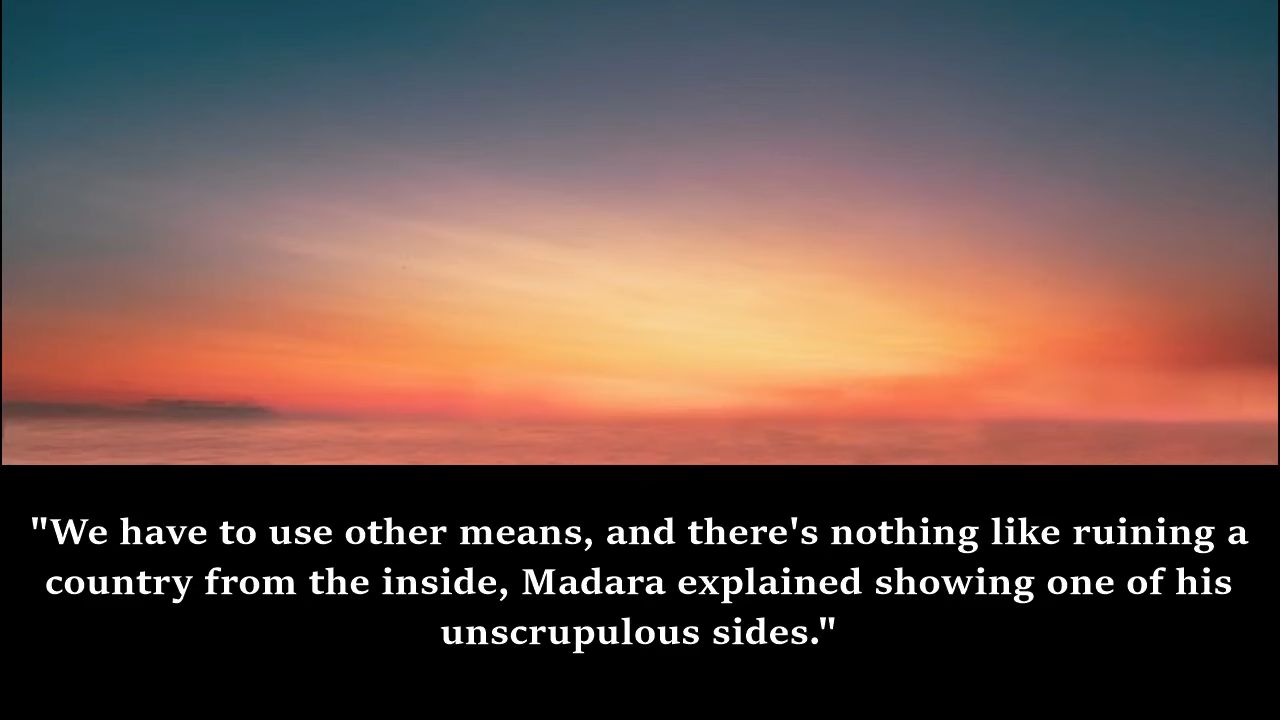 "We have to use other means, and there's nothing like ruining a
country from the inside, Madara explained showing one of his
unscrupulous sides."